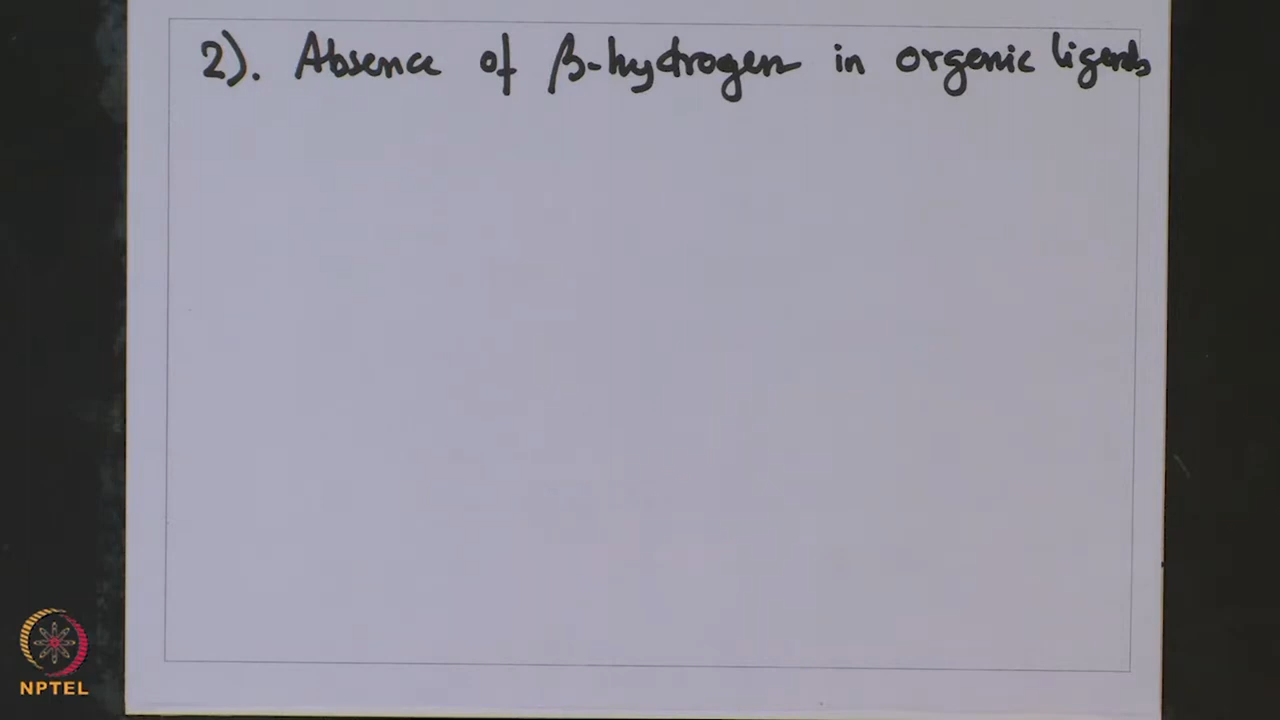 2). Absence of β-hydrogen in organic ligands
NPTEL